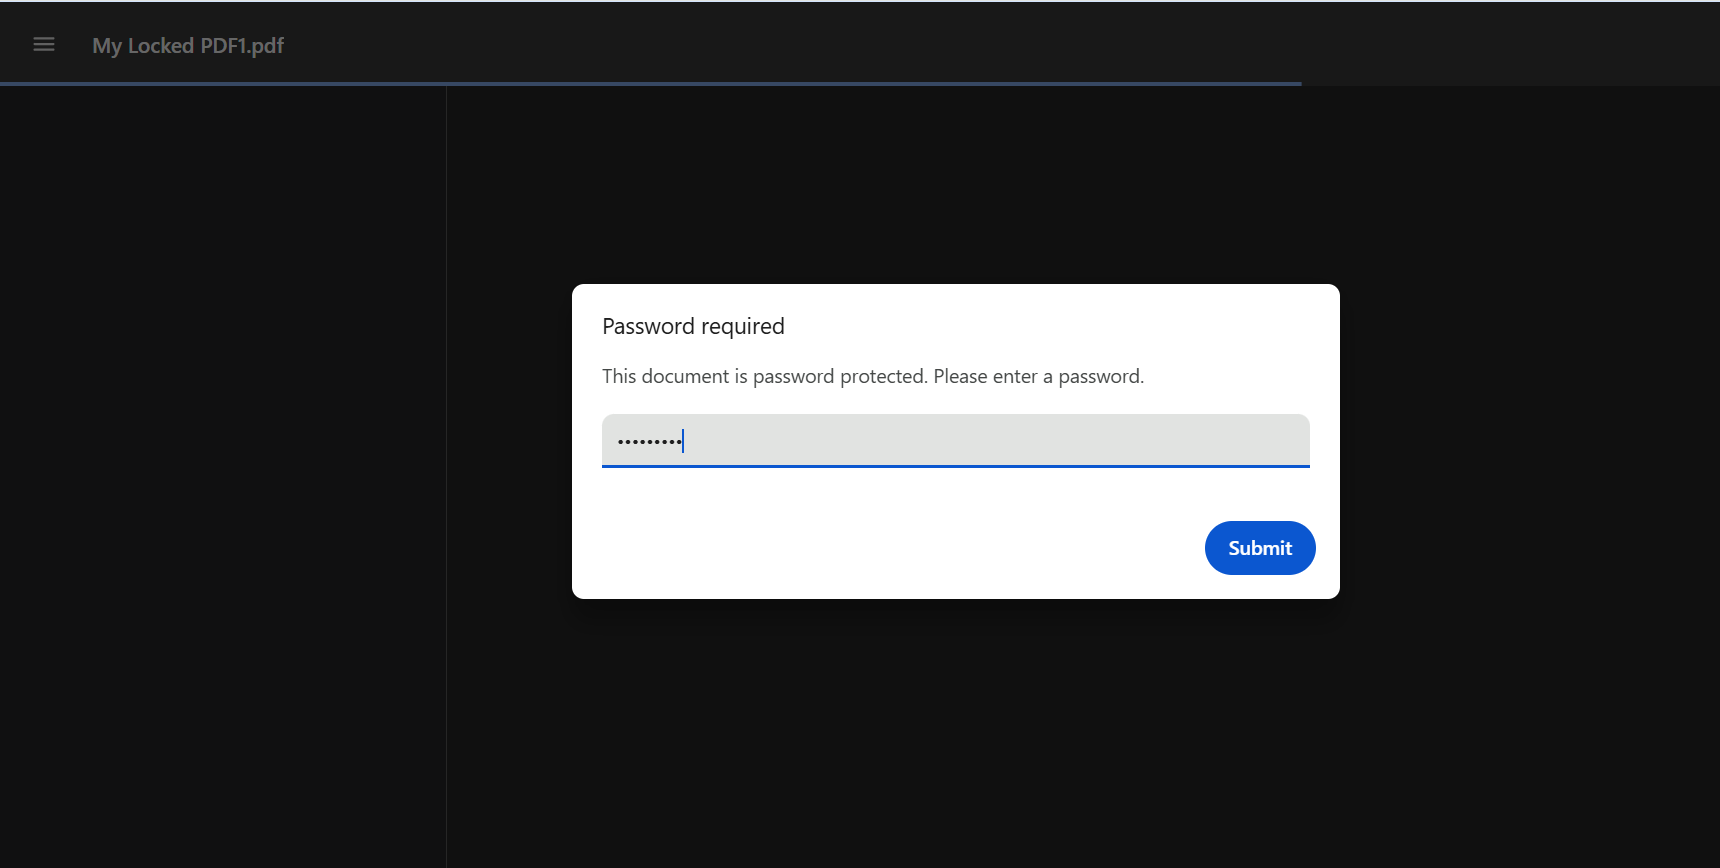 My Locked PDF1.pdf
Password required
This document is password protected. Please enter a password.
•••••••••
Submit